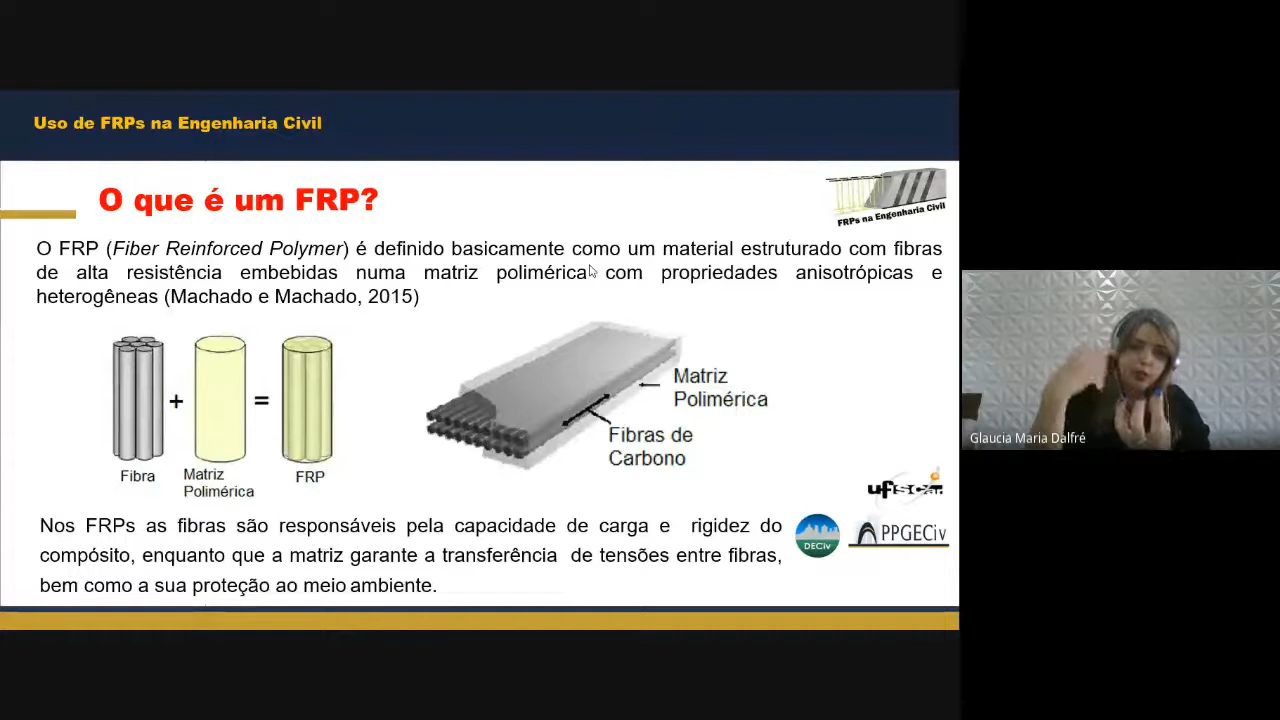 Uso de FRPs na Engenharia Civil
O que é um FRP?
FRPs na Engenharia Civil
O FRP (Fiber Reinforced Polymer) é definido basicamente como um material estruturado com fibras
de alta resistência embebidas numa matriz polimérica com propriedades anisotrópicas e
heterogêneas (Machado e Machado, 2015)
+
=
Fibra
Matriz
Polimérica
FRP
Matriz
Polimérica
Fibras de
Carbono
Glaucia Maria Dalfré
ufscar
Nos FRPs as fibras são responsáveis pela capacidade de carga e rigidez do
compósito, enquanto que a matriz garante a transferência de tensões entre fibras,
bem como a sua proteção ao meio ambiente.
DECiv
PPGECiv